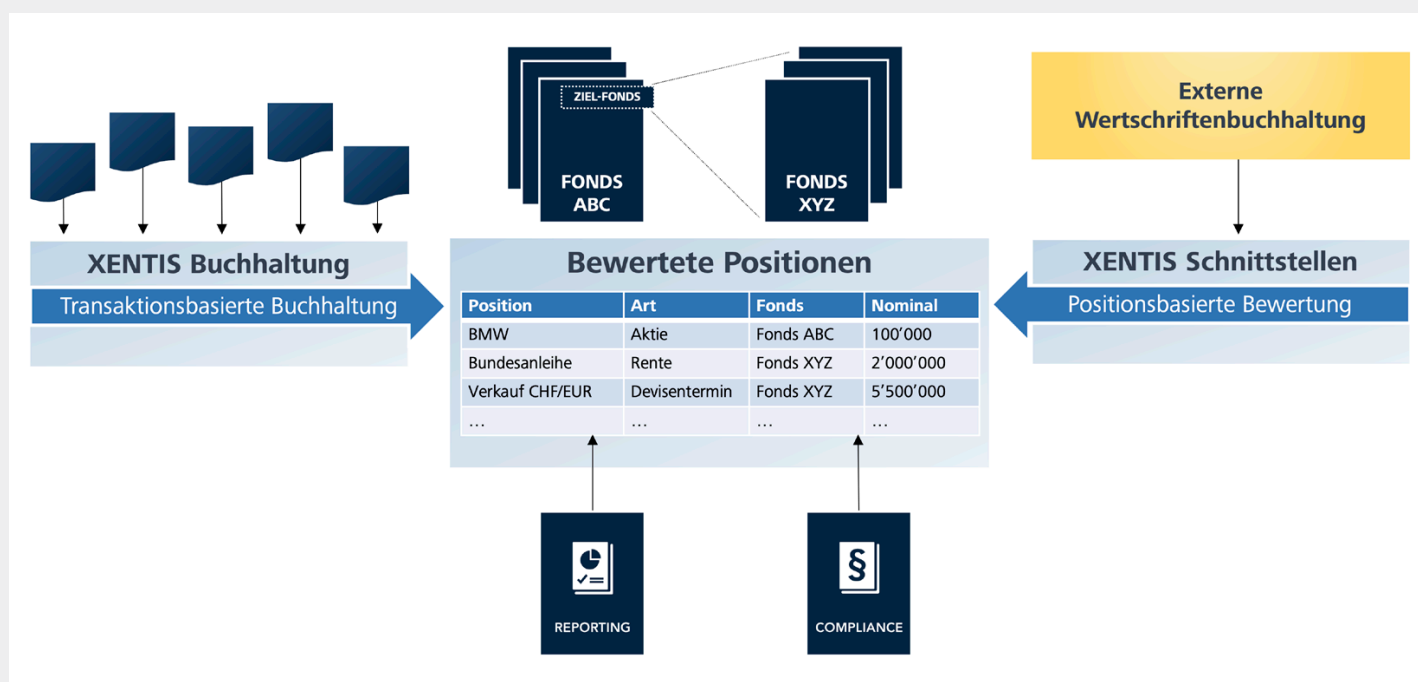 ZIEL-FONDS
FONDS
ABC
FONDS
XYZ
Externe
Wertschriftenbuchhaltung
XENTIS Buchhaltung
Transaktionsbasierte Buchhaltung
Bewertete Positionen
Position Art Fonds Nominal
BMW Aktie Fonds ABC 100’000
Bundesanleihe Rente Fonds XYZ 2’000’000
Verkauf CHF/EUR Devisentermin Fonds XYZ 5’500’000
… … … …
XENTIS Schnittstellen
Positionsbasierte Bewertung
REPORTING
§
COMPLIANCE